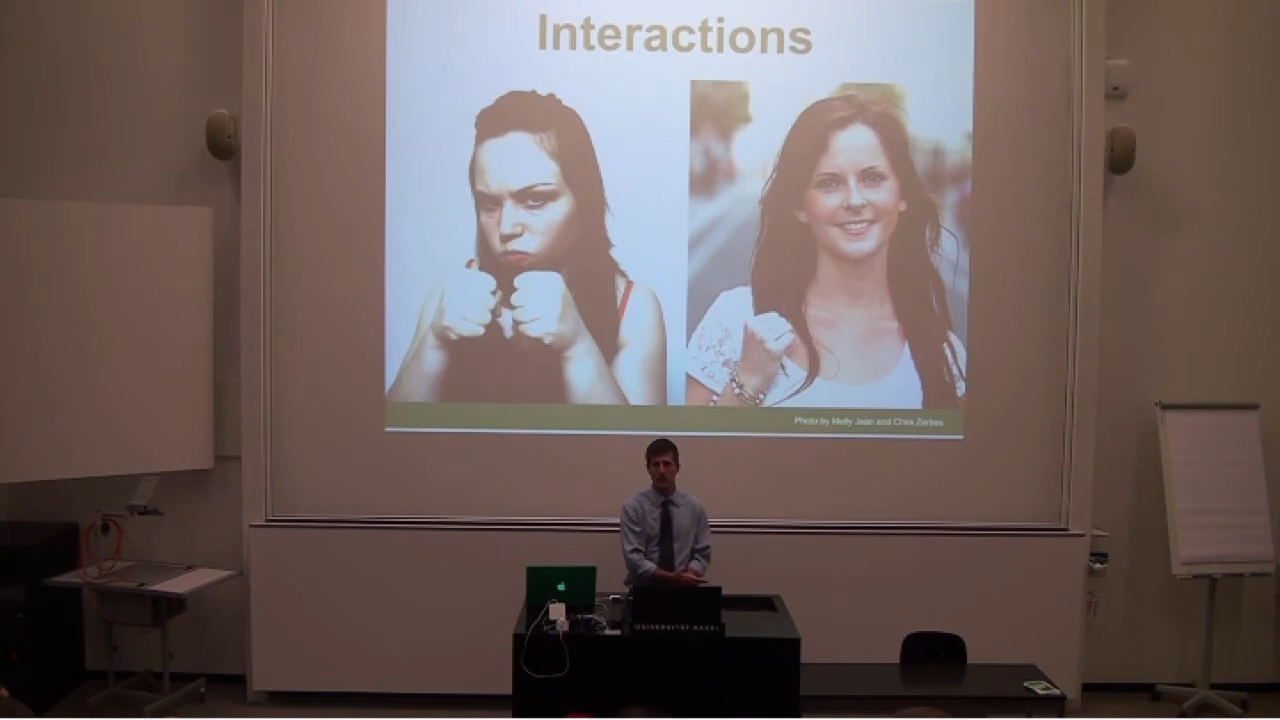 Interactions
Photo by Melly Jean and Chris Zerbes
UNIVERSITÄT BASEL